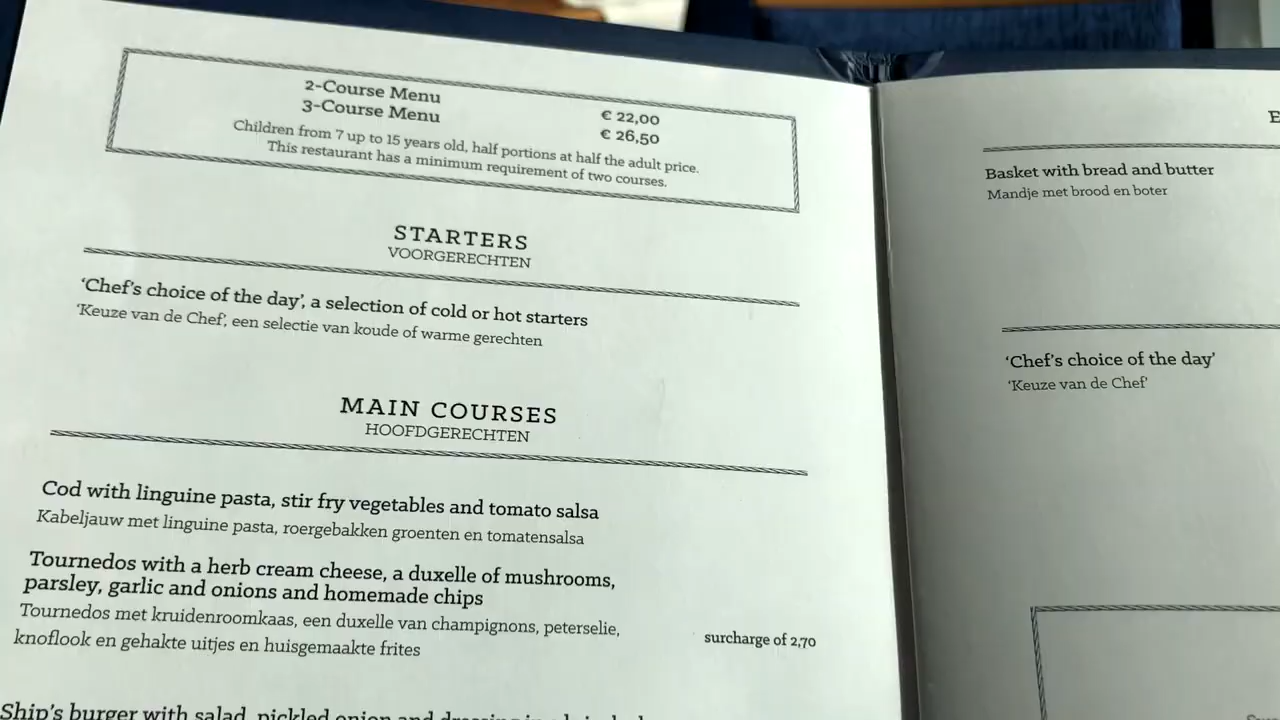 2-Course Menu € 22,00
3-Course Menu € 26,50
Children from 7 up to 15 years old, half portions at half the adult price.
This restaurant has a minimum requirement of two courses.
STARTERS
VOORGERECHTEN
‘Chef's choice of the day’, a selection of cold or hot starters
‘Keuze van de Chef’, een selectie van koude of warme gerechten
MAIN COURSES
HOOFDGERECHTEN
Cod with linguine pasta, stir fry vegetables and tomato salsa
Kabeljauw met linguine pasta, roergebakken groenten en tomatensalsa
Tournedos with a herb cream cheese, a duxelle of mushrooms,
parsley, garlic and onions and homemade chips
Tournedos met kruidenroomkaas, een duxelle van champignons, peterselie,
knoflook en gehakte uitjes en huisgemaakte frites surcharge of 2,70
Ship's burger with salad, pickled onion and dressing
Basket with bread and butter
Mandje met brood en boter
‘Chef's choice of the day’
‘Keuze van de Chef’